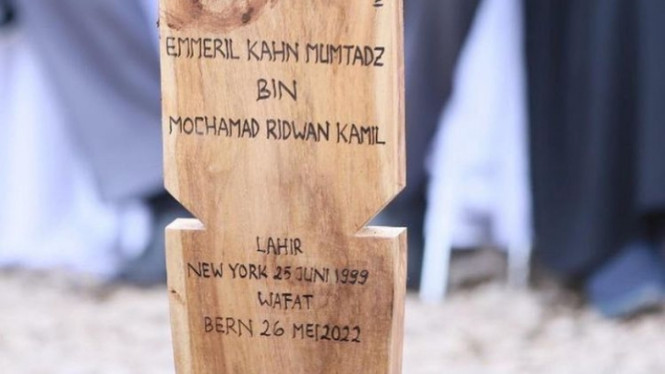 EMMERIL KAHN MUMTADZ
BIN
MOCHAMAD RIDWAN KAMIL
LAHIR
NEW YORK 25 JUNI 1999
WAFAT
BERN 26 MEI 2022